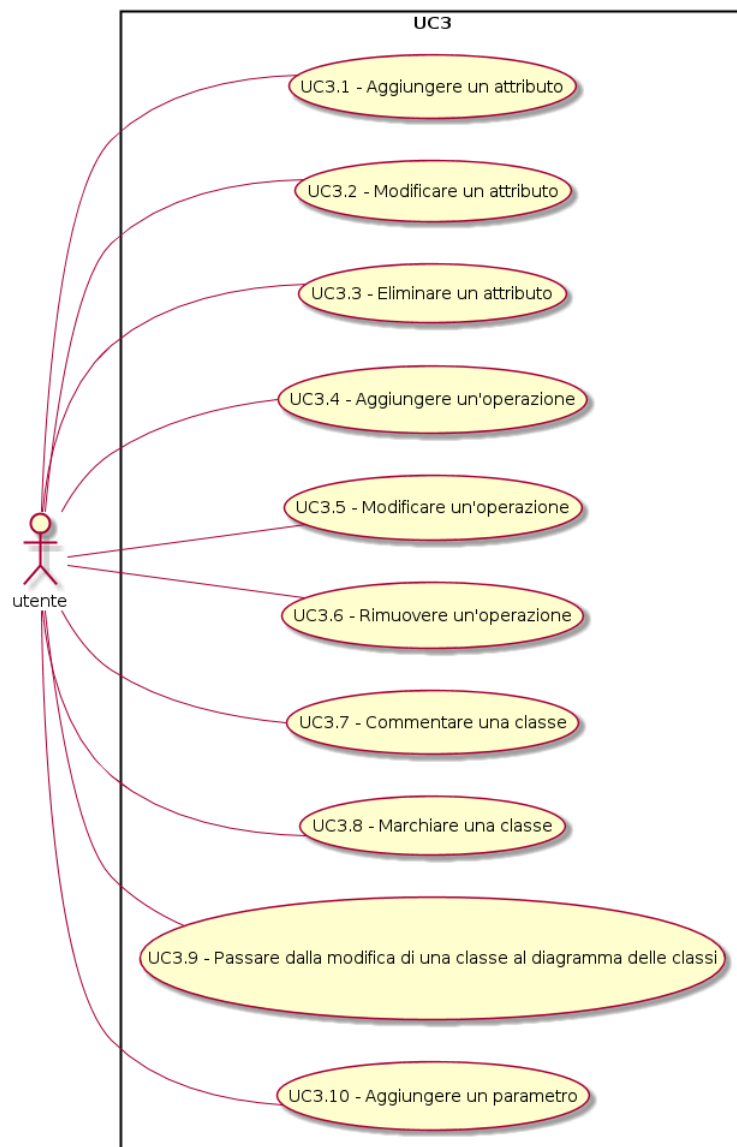 UC3
UC3.1 - Aggiungere un attributo
UC3.2 - Modificare un attributo
UC3.3 - Eliminare un attributo
UC3.4 - Aggiungere un'operazione
UC3.5 - Modificare un'operazione
utente
UC3.6 - Rimuovere un'operazione
UC3.7 - Commentare una classe
UC3.8 - Marchiare una classe
UC3.9 - Passare dalla modifica di una classe al diagramma delle classi
UC3.10 - Aggiungere un parametro